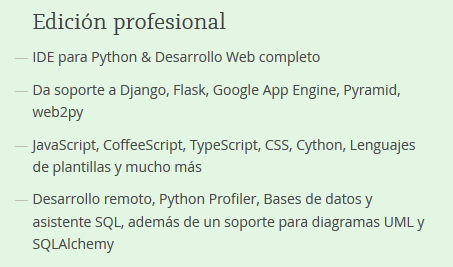 Edición profesional
— IDE para Python & Desarrollo Web completo
— Da soporte a Django, Flask, Google App Engine, Pyramid,
web2py
— JavaScript, CoffeeScript, TypeScript, CSS, Cython, Lenguajes
de plantillas y mucho más
— Desarrollo remoto, Python Profiler, Bases de datos y
asistente SQL, además de un soporte para diagramas UML y
SQLAlchemy